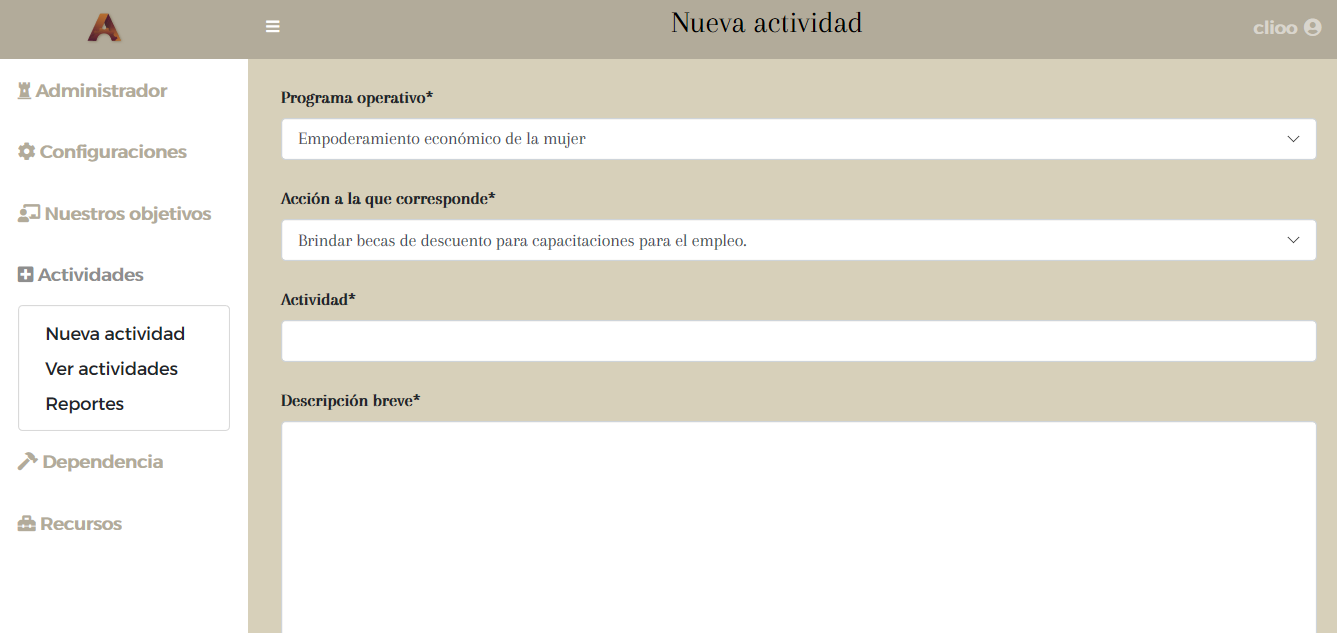 Nueva actividad
clioo
Administrador
Configuraciones
Nuestros objetivos
Actividades
Nueva actividad
Ver actividades
Reportes
Dependencia
Recursos
Programa operativo*
Empoderamiento económico de la mujer
Acción a la que corresponde*
Brindar becas de descuento para capacitaciones para el empleo.
Actividad*
Descripción breve*